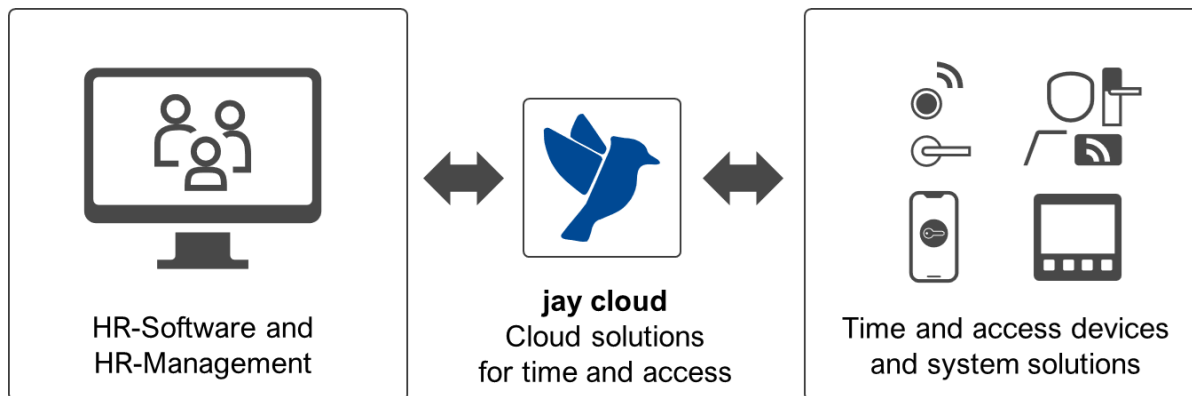 HR-Software and
HR-Management
jay cloud
Cloud solutions
for time and access
Time and access devices
and system solutions